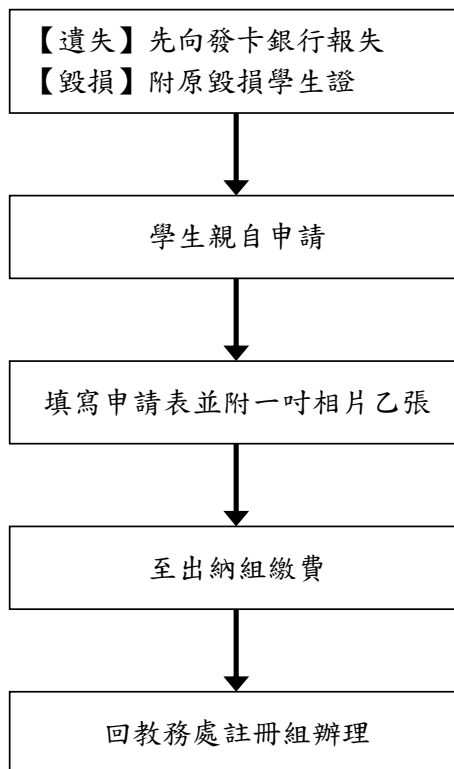 【遺失】先向發卡銀行報失
【毀損】附原毀損學生證
學生親自申請
填寫申請表並附一吋相片乙張
至出納組繳費
回教務處註冊組辦理